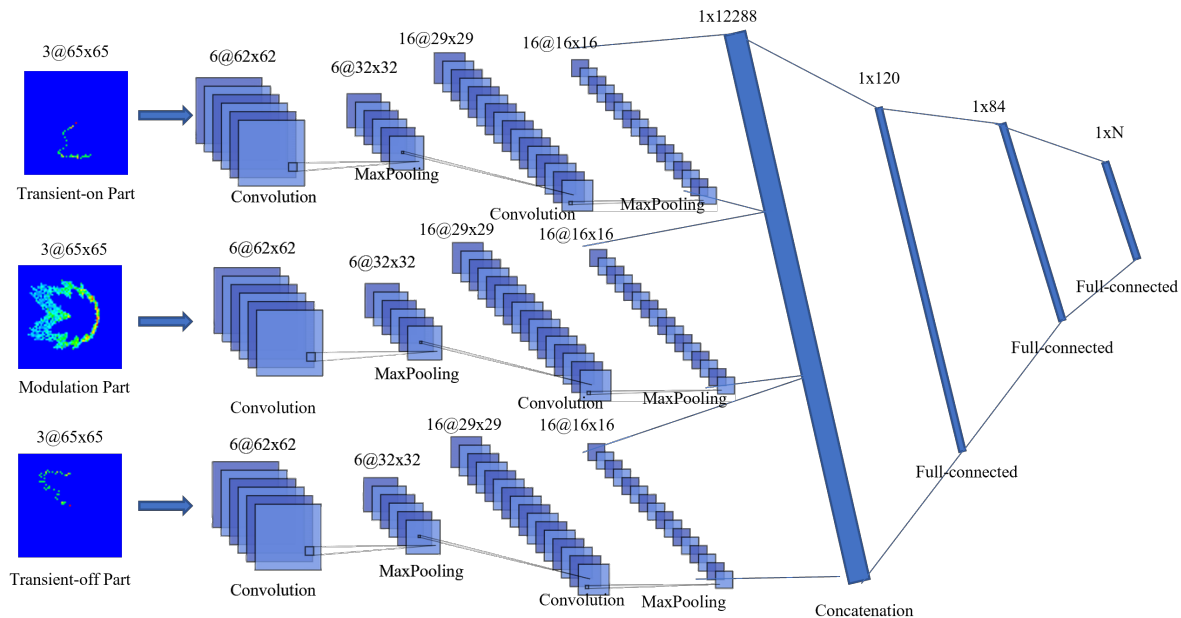 3@65x65
6@62x62
6@32x32
16@29x29
16@16x16
1x12288
1x120
1x84
1xN
Transient-on Part
Convolution
MaxPooling
Convolution
MaxPooling
3@65x65
6@62x62
6@32x32
16@29x29
16@16x16
Modulation Part
Convolution
MaxPooling
Convolution
MaxPooling
3@65x65
6@62x62
6@32x32
16@29x29
16@16x16
Transient-off Part
Convolution
MaxPooling
Convolution
MaxPooling
Concatenation
Full-connected
Full-connected
Full-connected